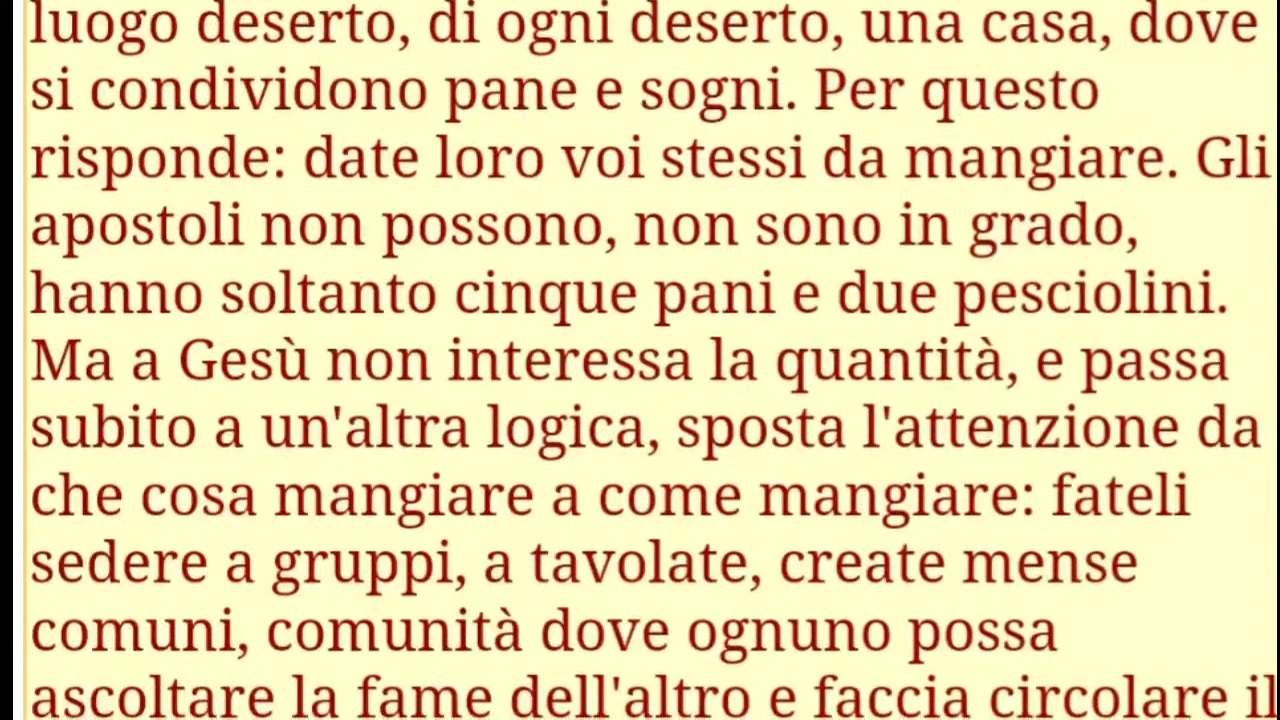 luogo deserto, di ogni deserto, una casa, dove
si condividono pane e sogni. Per questo
risponde: date loro voi stessi da mangiare. Gli
apostoli non possono, non sono in grado,
hanno soltanto cinque pani e due pesciolini.
Ma a Gesù non interessa la quantità, e passa
subito a un'altra logica, sposta l'attenzione da
che cosa mangiare a come mangiare: fateli
sedere a gruppi, a tavolate, create mense
comuni, comunità dove ognuno possa
ascoltare la fame dell'altro e faccia circolare il